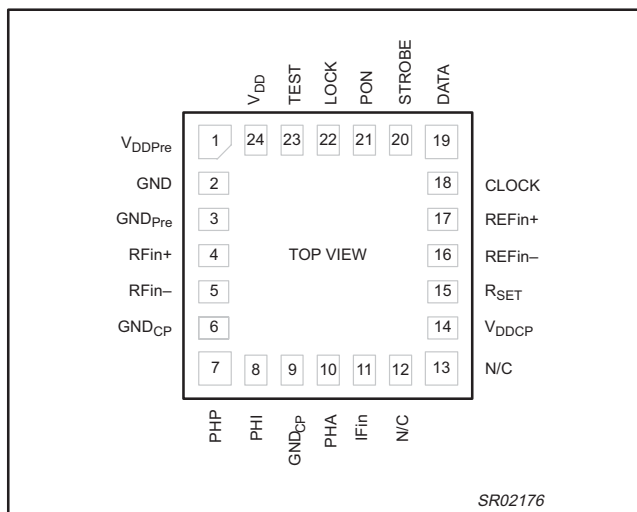 VDD
TEST
LOCK
PON
STROBE
DATA
1 24 23 22 21 20 19
VDDPre
GND 2 18 CLOCK
GNDPre 3 17 REFin+
RFin+ 4 TOP VIEW 16 REFin–
RFin– 5 15 RSET
GNDCP 6 14 VDDCP
7 8 9 10 11 12 13 N/C
PHP
PHI
GNDCP
PHA
IFin
N/C
SR02176